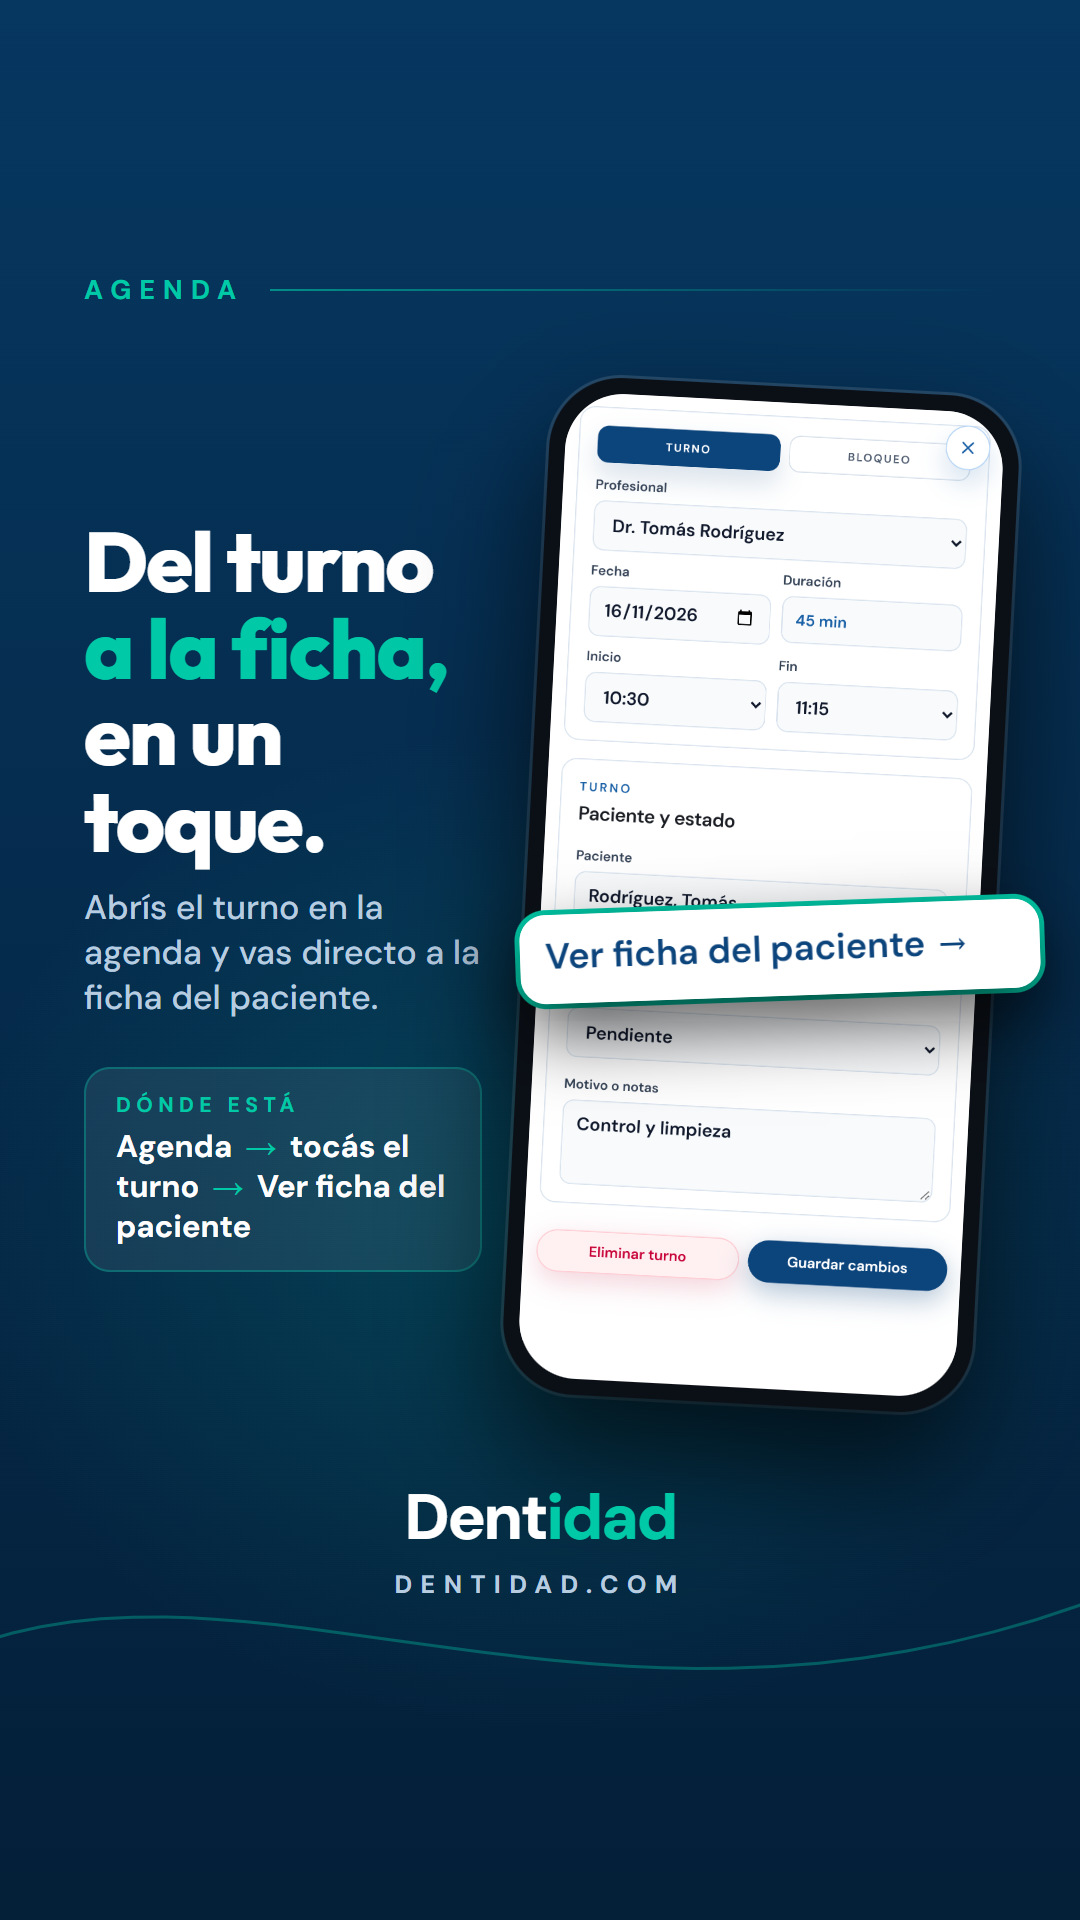 AGENDA
Del turno
a la ficha,
en un
toque.
Abrís el turno en la
agenda y vas directo a la
ficha del paciente.
DÓNDE ESTÁ
Agenda → tocás el
turno → Ver ficha del
paciente
TURNO
BLOQUEO
Profesional
Dr. Tomás Rodríguez
Fecha
Duración
16/11/2026
45 min
Inicio
Fin
10:30
11:15
TURNO
Paciente y estado
Paciente
Rodríguez, Tomás
Ver ficha del paciente →
Pendiente
Motivo o notas
Control y limpieza
Eliminar turno
Guardar cambios
Dentidad
DENTIDAD.COM